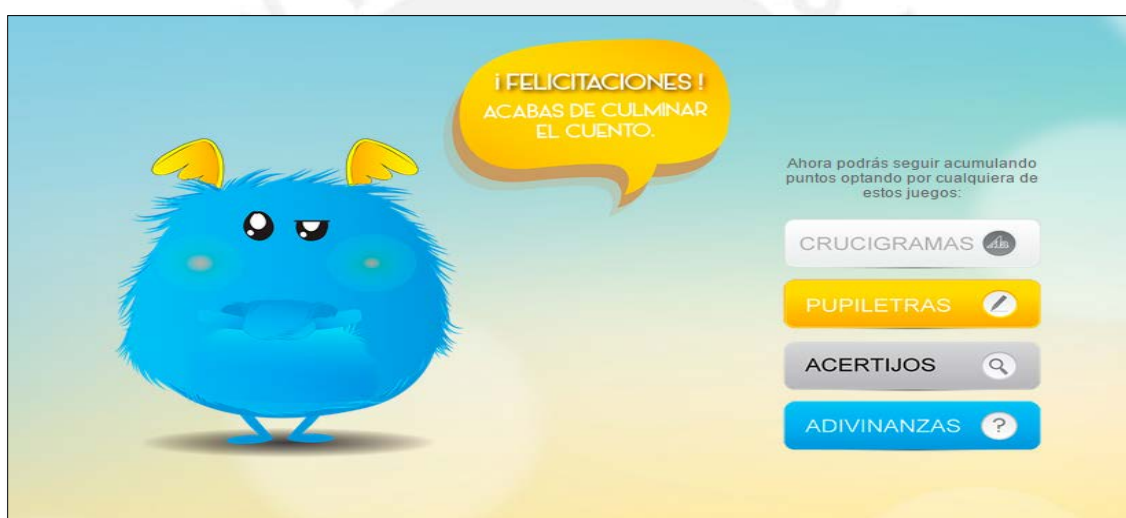 ¡ FELICITACIONES !
ACABAS DE CULMINAR
EL CUENTO.
Ahora podrás seguir acumulando
puntos optando por cualquiera de
estos juegos:
CRUCIGRAMAS
PUPILETRAS
ACERTIJOS
ADIVINANZAS ?